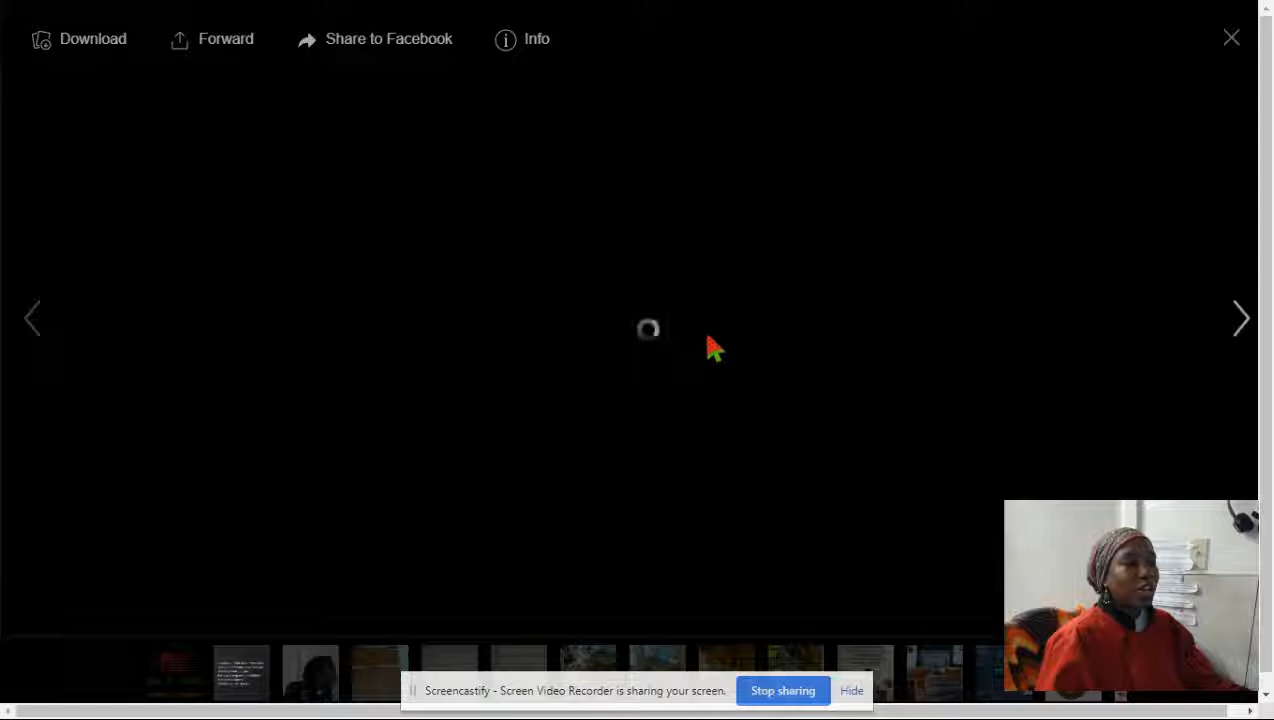 Download Forward Share to Facebook Info
Screencastify - Screen Video Recorder is sharing your screen. Stop sharing Hide